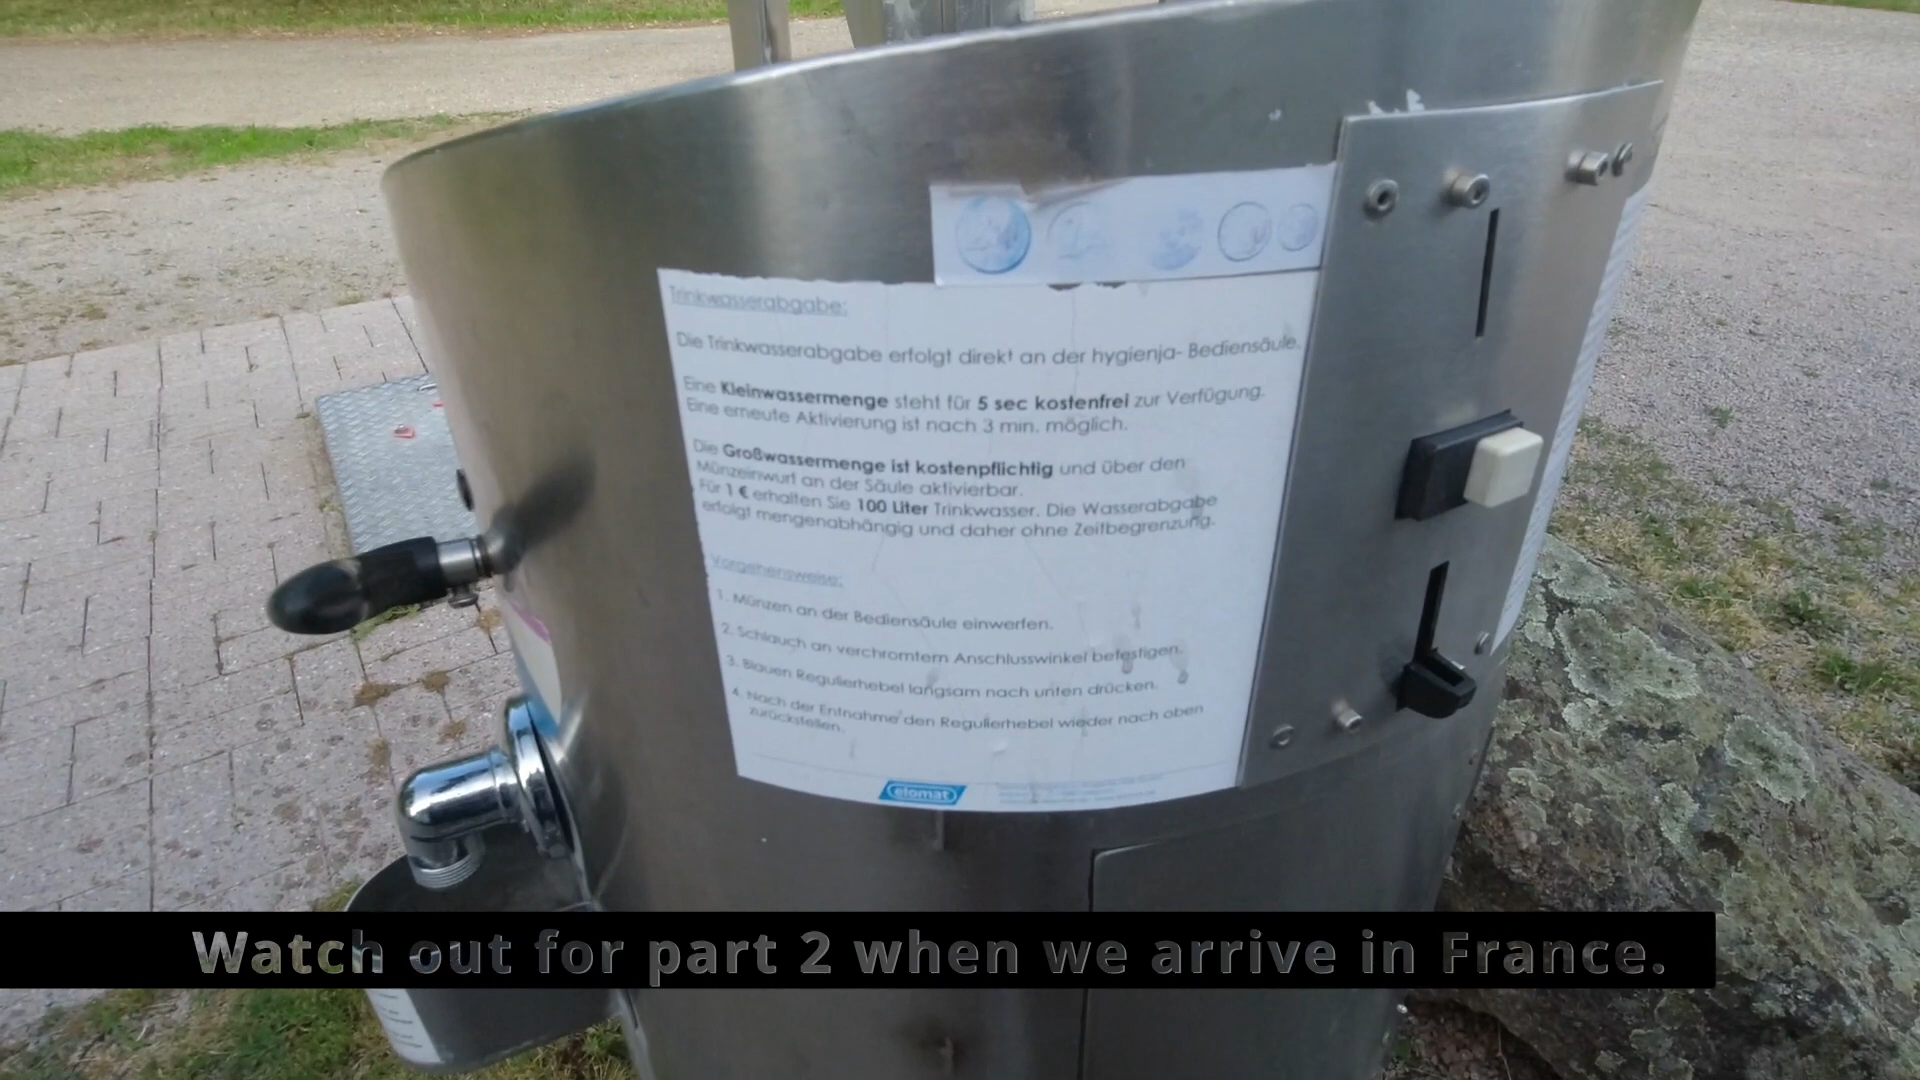 Trinkwasserabgabe:
Die Trinkwasserabgabe erfolgt direkt an der hygienja- Bediensäule.
Eine Kleinwassermenge steht für 5 sec kostenfrei zur Verfügung.
Eine erneute Aktivierung ist nach 3 min. möglich.
Die Großwassermenge ist kostenpflichtig und über den
Münzeinwurf an der Säule aktivierbar.
Für 1 € erhalten Sie 100 Liter Trinkwasser. Die Wasserabgabe
erfolgt mengenabhängig und daher ohne Zeitbegrenzung.
Vorgehensweise:
1. Münzen an der Bediensäule einwerfen.
2. Schlauch an verchromtem Anschlusswinkel befestigen.
3. Blauen Regulierhebel langsam nach unten drücken.
4. Nach der Entnahme den Regulierhebel wieder nach oben
zurückstellen.
elomat
Watch out for part 2 when we arrive in France.